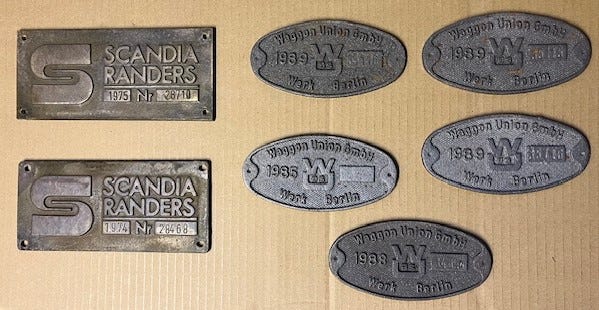 SCANDIA
RANDERS
1975 Nr 28710
SCANDIA
RANDERS
1974 Nr 28468
Waggon Union GmbH
1989
Werk Berlin
Waggon Union GmbH
1989
Werk Berlin
Waggon Union GmbH
1985
Werk Berlin
Waggon Union GmbH
1989
Werk Berlin
Waggon Union GmbH
1988
Werk Berlin